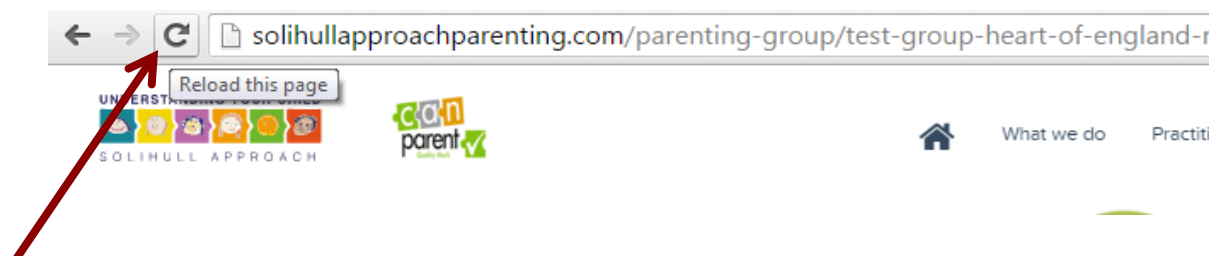 solihullapproachparenting.com/parenting-group/test-group-heart-of-england-
Reload this page
UNDERSTANDING YOUR CHILD
SOLIHULL APPROACH
can
parent
What we do
Practiti